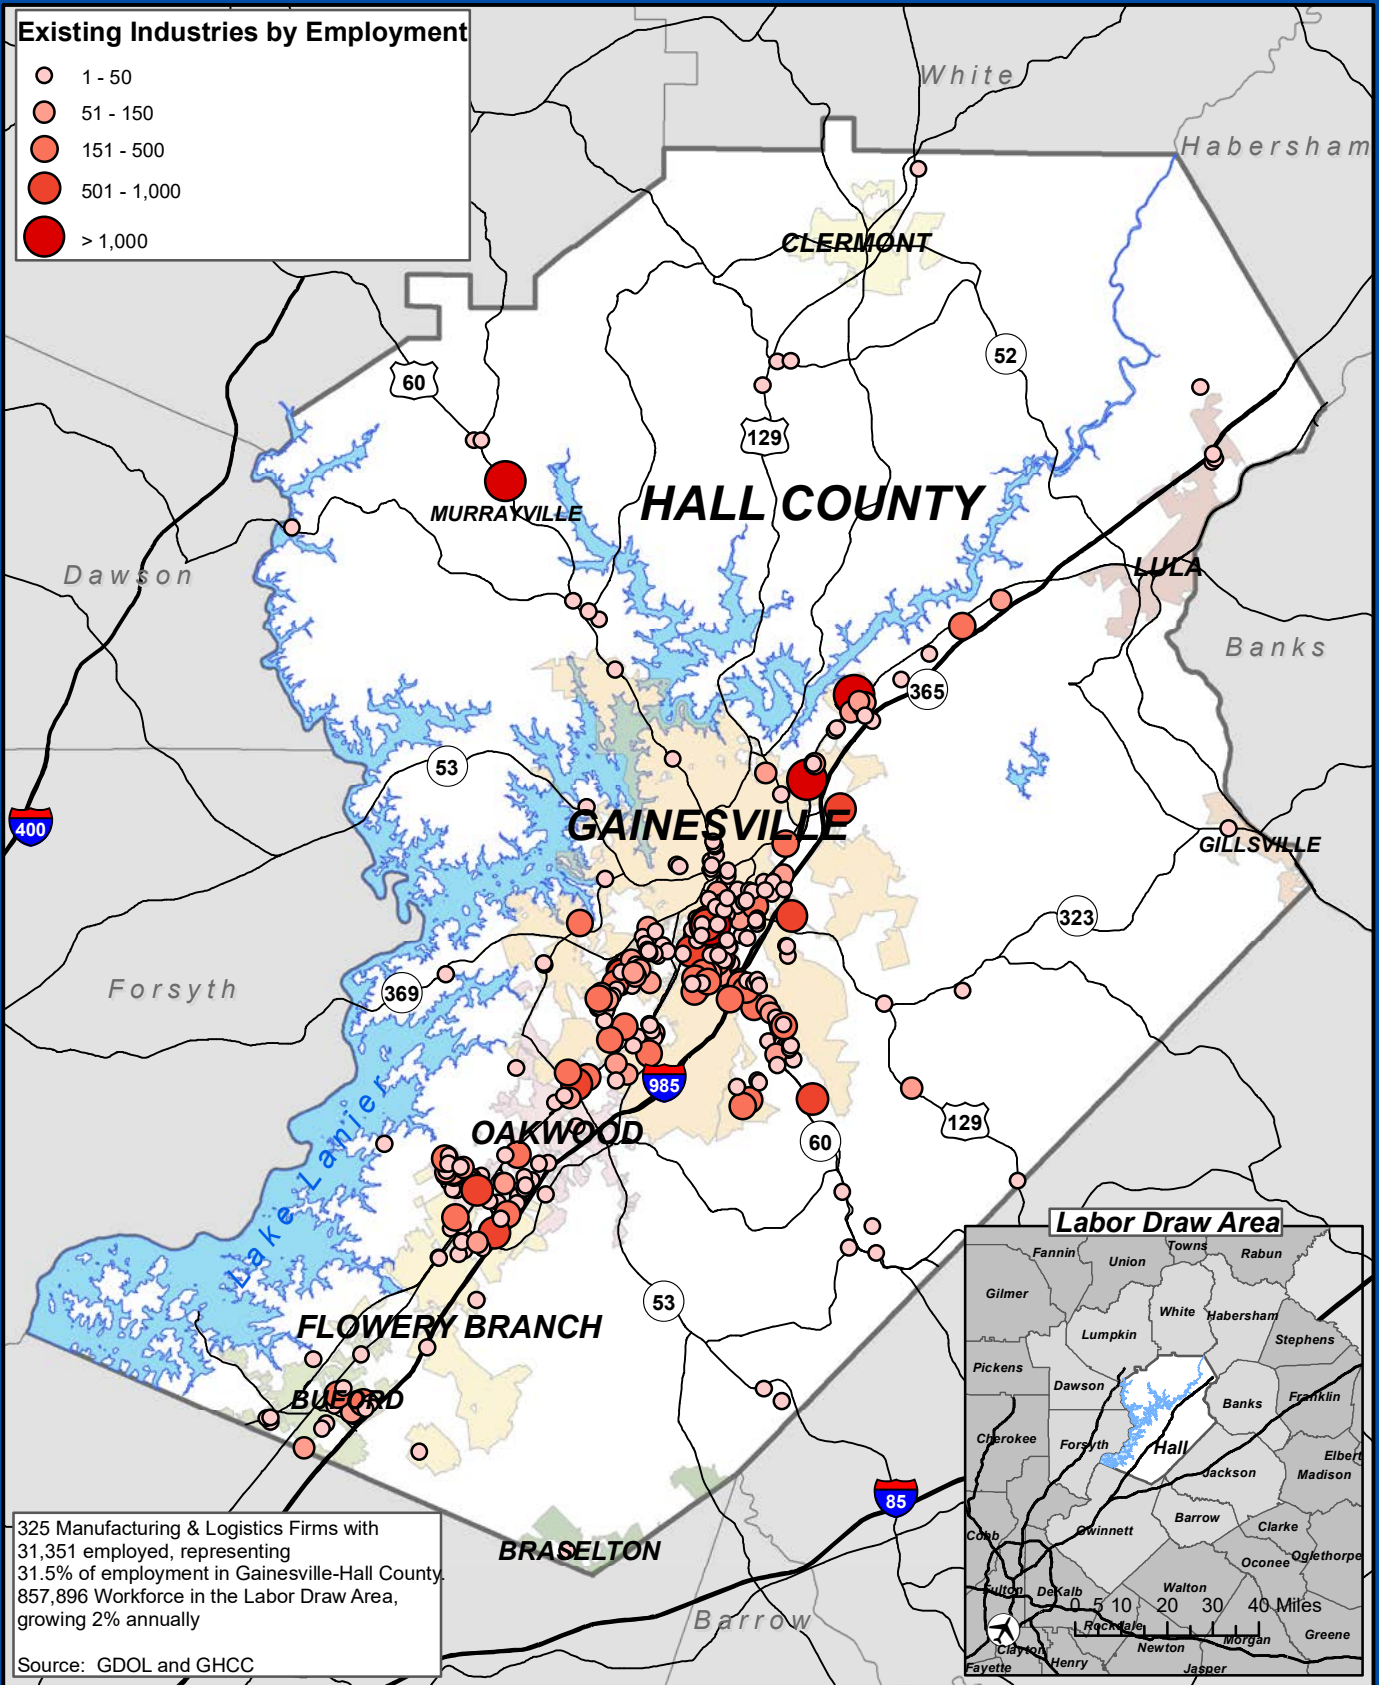 Existing Industries by Employment
1 - 50
51 - 150
151 - 500
501 - 1,000
> 1,000
White
Habersham
CLERMONT
52
60
129
HALL COUNTY
MURRAYVILLE
Dawson
LULA
Banks
365
53
400
GAINESVILLE
GILLSVILLE
323
Forsyth
369
985
Lake Lanier
OAKWOOD
60
129
53
FLOWERY BRANCH
BUFORD
85
BRASELTON
Barrow
325 Manufacturing & Logistics Firms with
31,351 employed, representing
31.5% of employment in Gainesville-Hall County.
857,896 Workforce in the Labor Draw Area,
growing 2% annually
Source: GDOL and GHCC
Labor Draw Area
Fannin
Union
Towns
Rabun
Gilmer
White
Habersham
Lumpkin
Stephens
Pickens
Dawson
Banks
Franklin
Cherokee
Forsyth
Hall
Elbert
Jackson
Madison
Barrow
Clarke
Cobb
Gwinnett
Oconee
Oglethorpe
Fulton
DeKalb
Walton
0 5 10 20 30 40 Miles
Rockdale
Newton
Morgan
Greene
Clayton
Henry
Fayette
Jasper